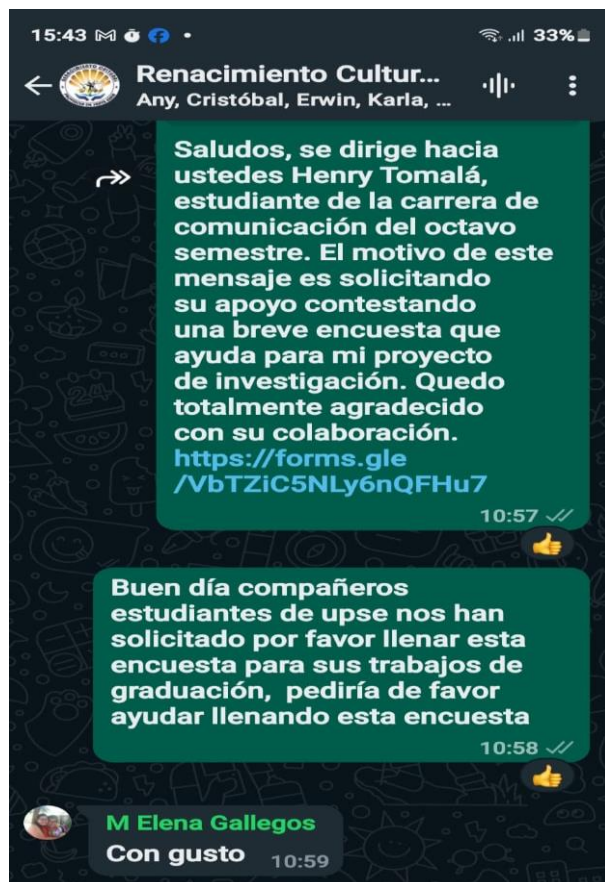 15:43
33%
Renacimiento Cultur...
Any, Cristóbal, Erwin, Karla, ...
Saludos, se dirige hacia
ustedes Henry Tomalá,
estudiante de la carrera de
comunicación del octavo
semestre. El motivo de este
mensaje es solicitando
su apoyo contestando
una breve encuesta que
ayuda para mi proyecto
de investigación. Quedo
totalmente agradecido
con su colaboración.
https://forms.gle
/VbTZiC5NLy6nQFHu7
10:57
Buen día compañeros
estudiantes de upse nos han
solicitado por favor llenar esta
encuesta para sus trabajos de
graduación, pediría de favor
ayudar llenando esta encuesta
10:58
M Elena Gallegos
Con gusto 10:59